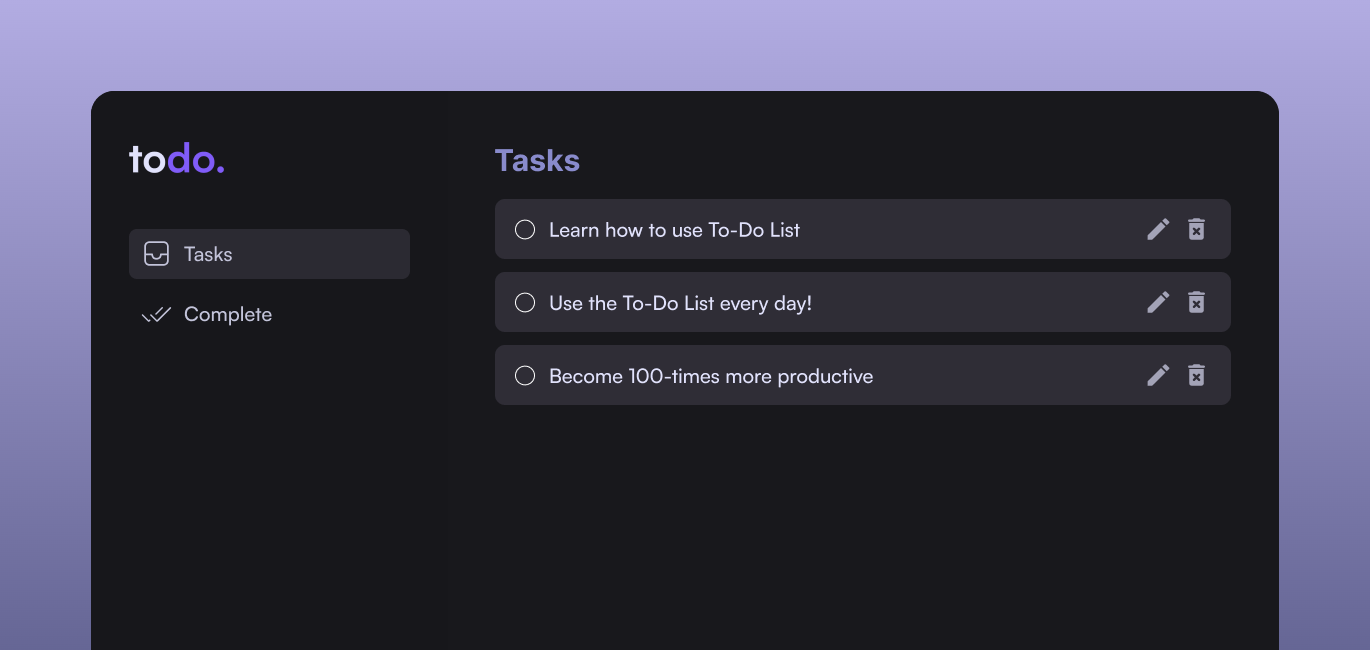 todo.
Tasks
Complete
Tasks
Learn how to use To-Do List
Use the To-Do List every day!
Become 100-times more productive